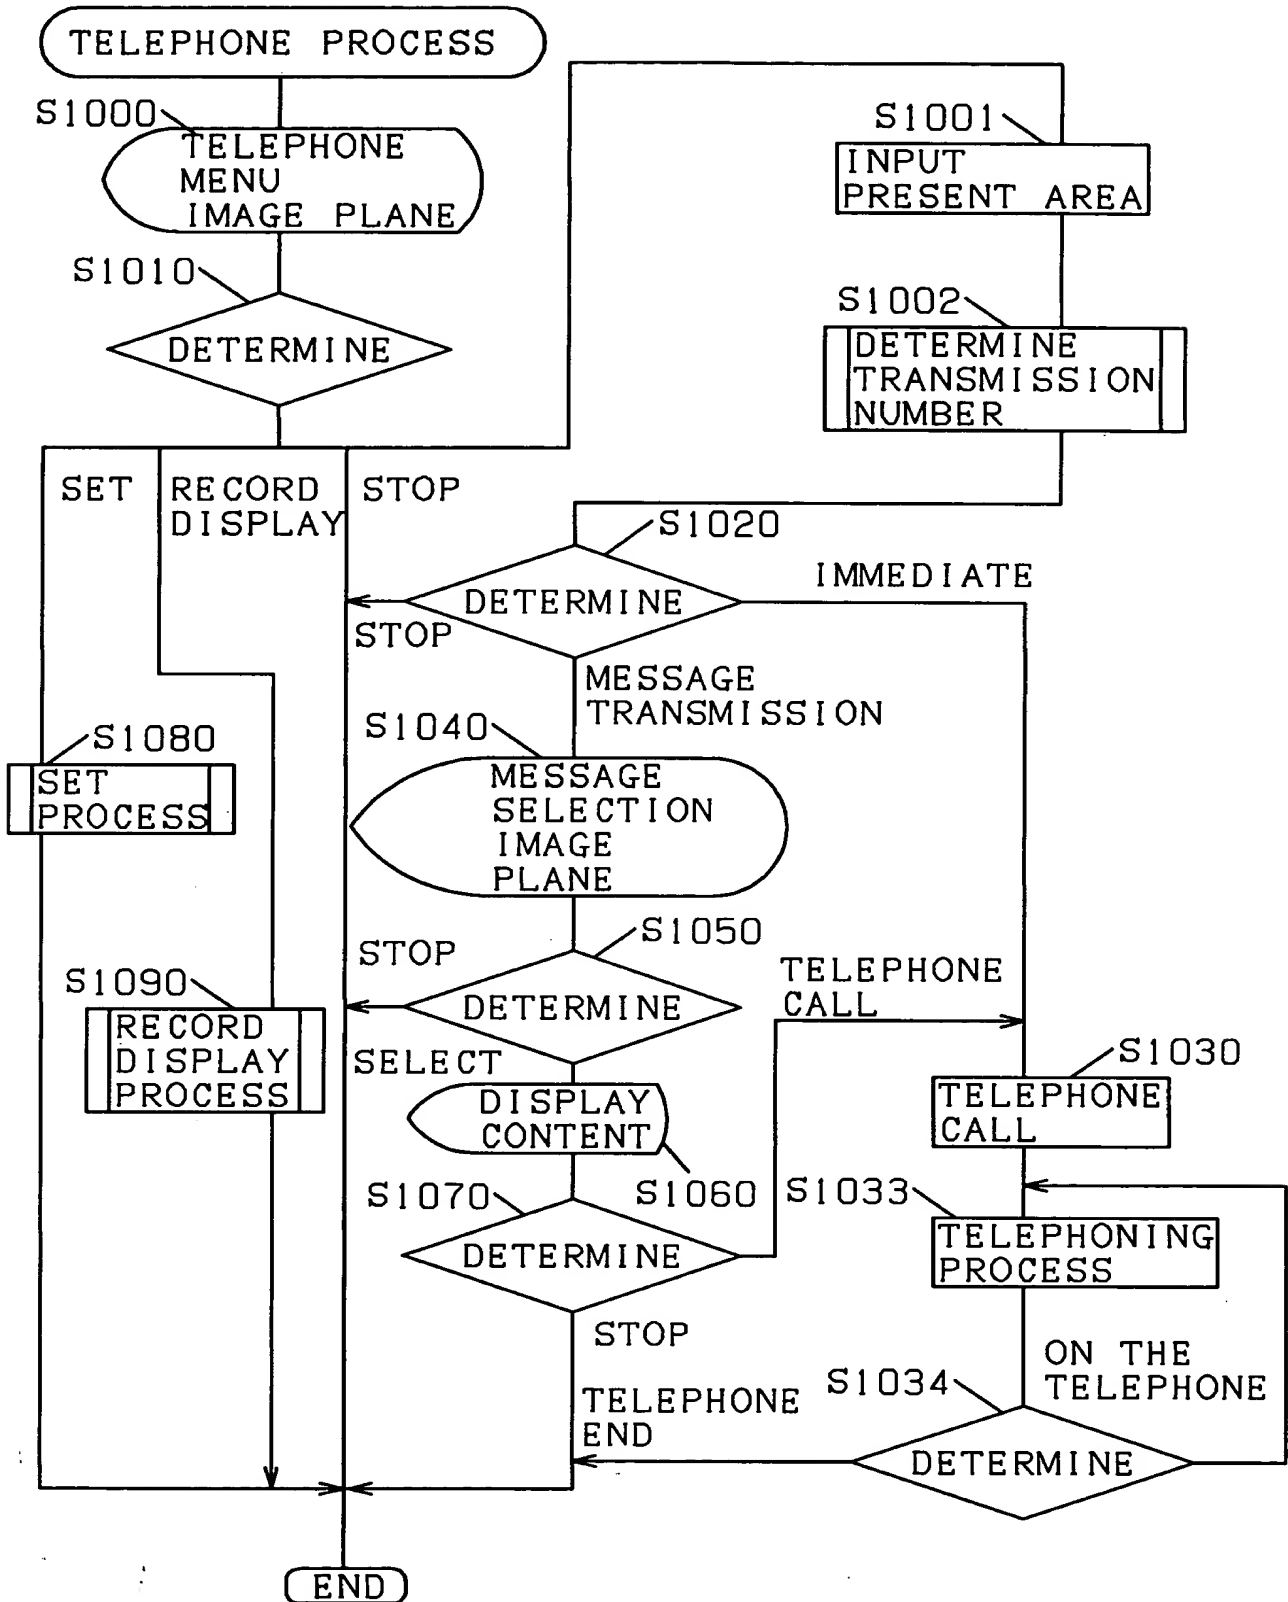 TELEPHONE PROCESS
S1000
TELEPHONE
MENU
IMAGE PLANE
S1001
INPUT
PRESENT AREA
S1010
DETERMINE
S1002
DETERMINE
TRANSMISSION
NUMBER
SET
RECORD
DISPLAY
STOP
S1020
DETERMINE
IMMEDIATE
STOP
MESSAGE
TRANSMISSION
S1040
MESSAGE
SELECTION
IMAGE
PLANE
S1080
SET
PROCESS
STOP
S1050
DETERMINE
TELEPHONE
CALL
S1090
RECORD
DISPLAY
PROCESS
SELECT
DISPLAY
CONTENT
S1060
S1030
TELEPHONE
CALL
S1070
DETERMINE
S1033
TELEPHONING
PROCESS
STOP
ON THE
TELEPHONE
S1034
DETERMINE
TELEPHONE
END
END